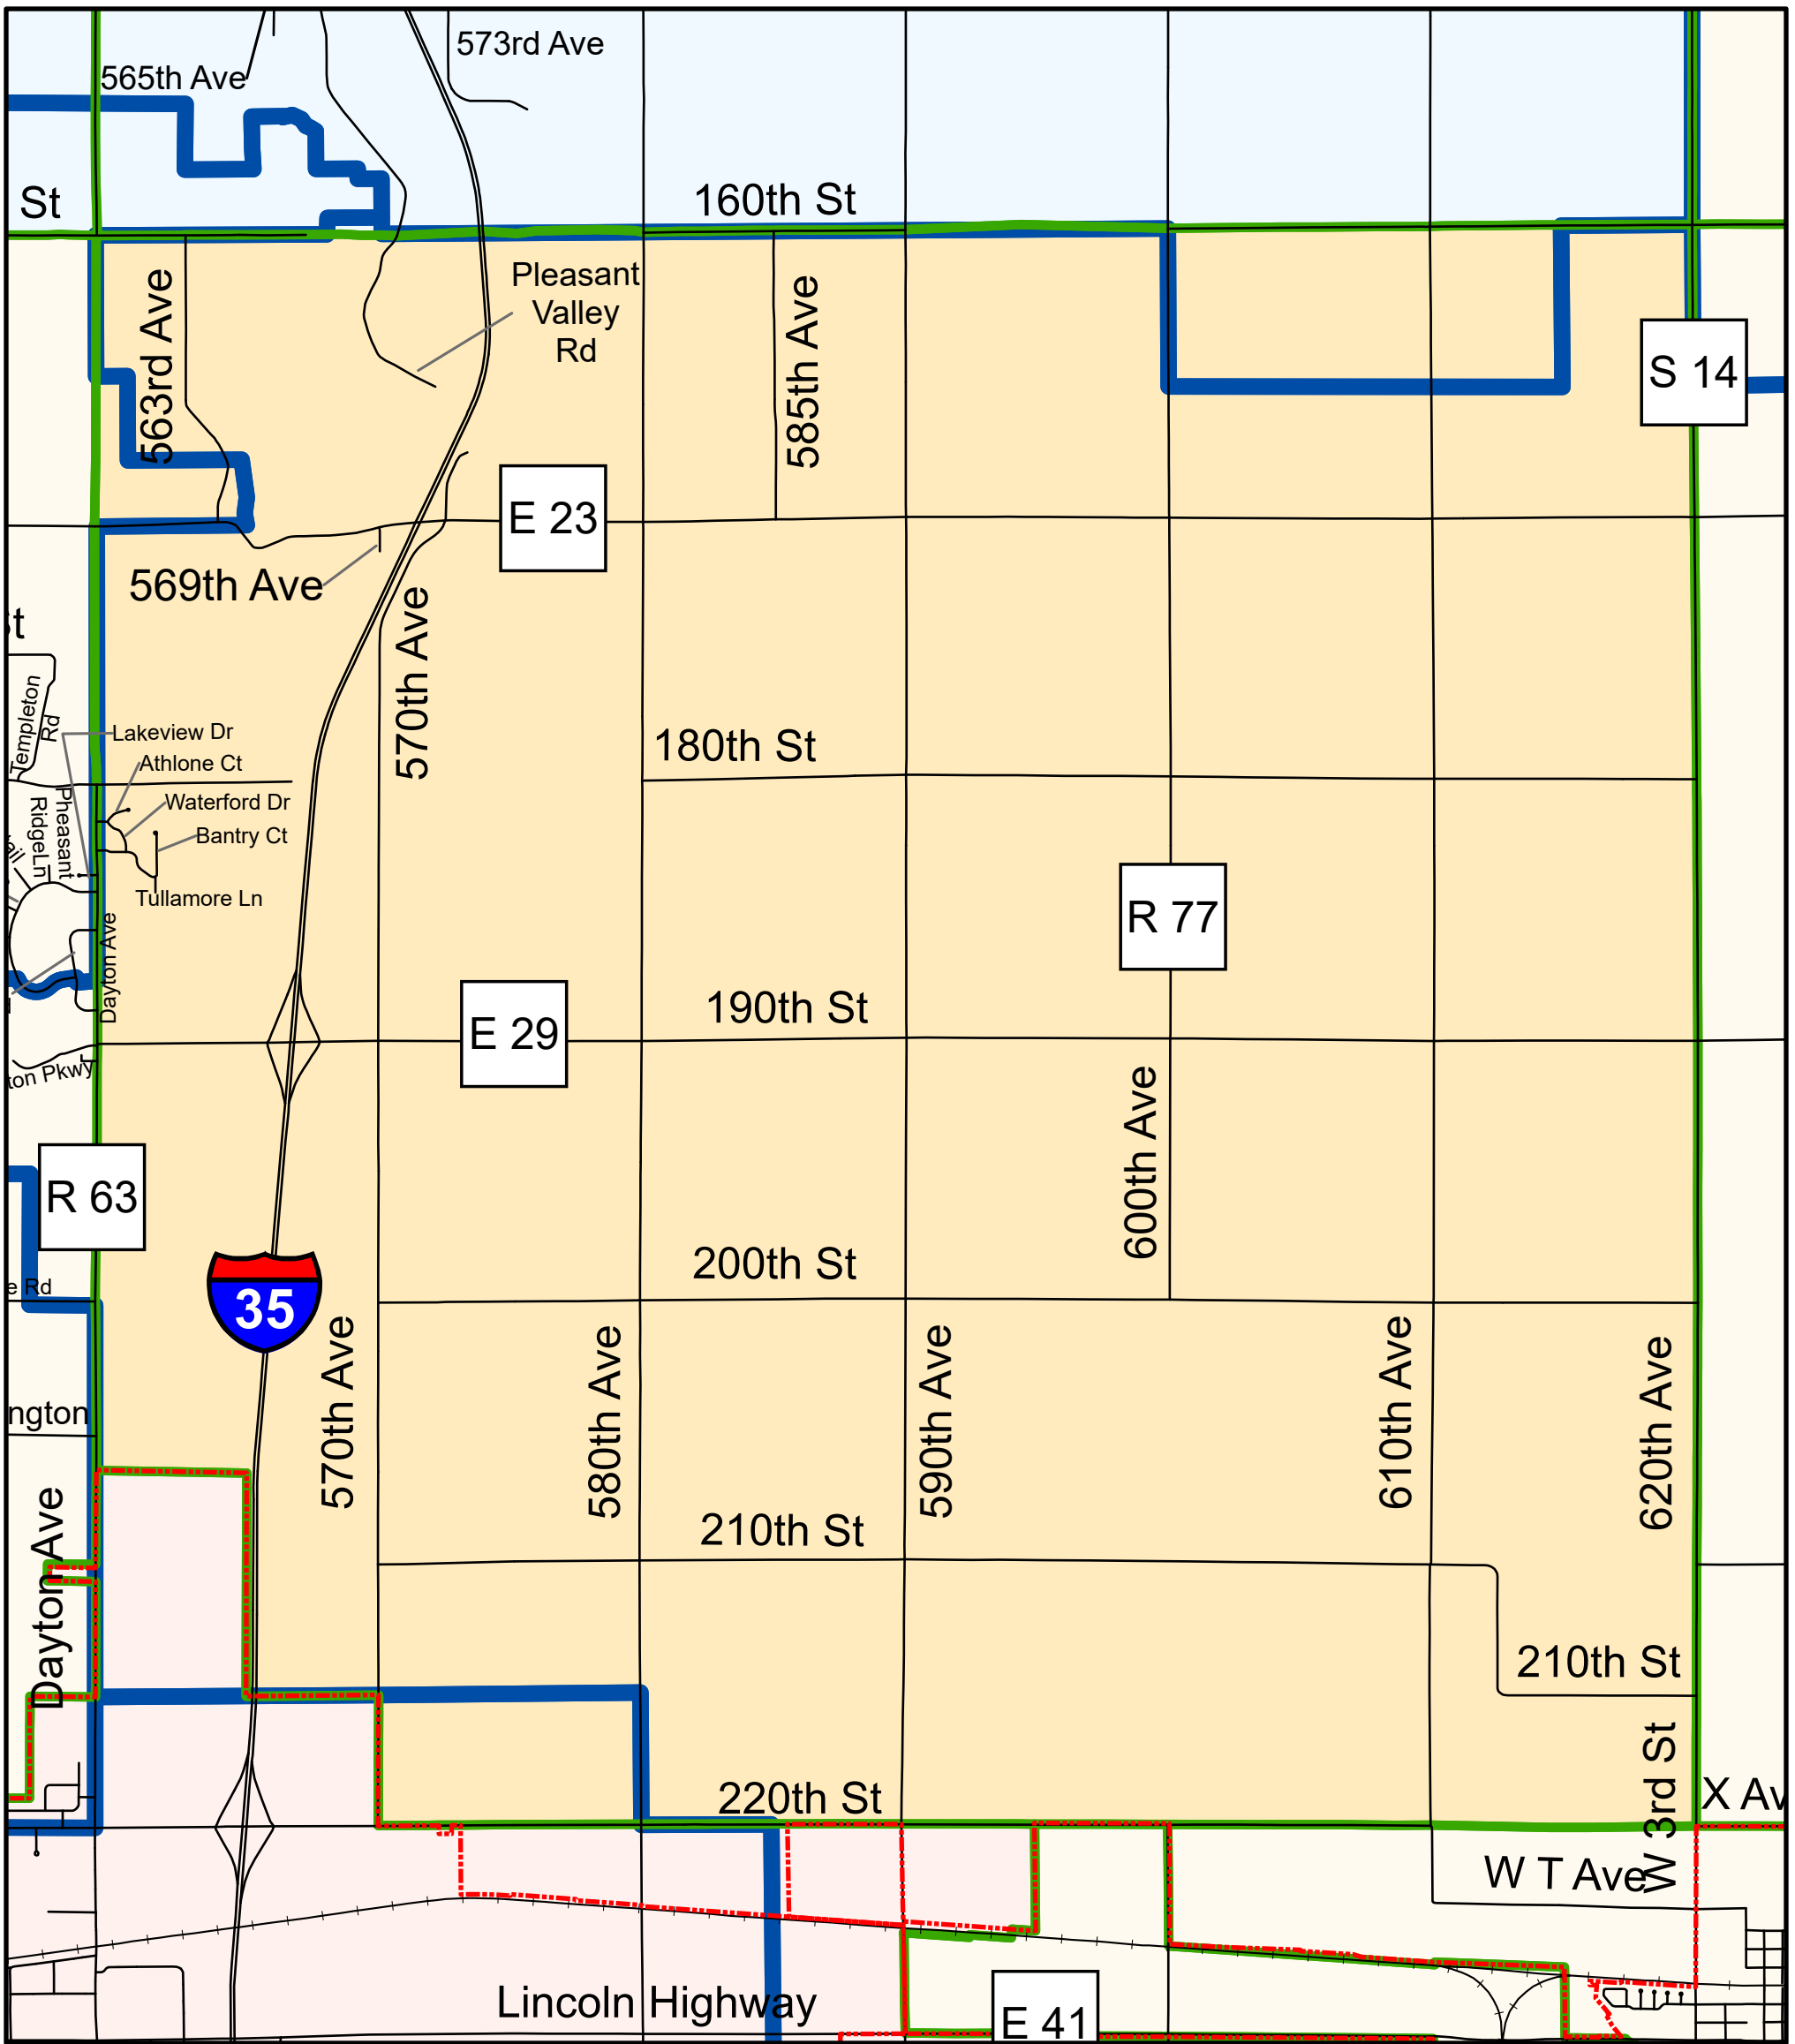 573rd Ave
565th Ave
160th St
St
Pleasant
Valley
Rd
563rd Ave
585th Ave
S 14
E 23
569th Ave
570th Ave
Templeton
Rd
Lakeview Dr
180th St
Athlone Ct
Waterford Dr
Pheasant
RidgeLn
Bantry Ct
Tullamore Ln
R 77
Dayton Ave
190th St
E 29
600th Ave
R 63
200th St
Rd
35
570th Ave
580th Ave
590th Ave
610th Ave
620th Ave
Dayton Ave
210th St
210th St
220th St
W 3rd St
X Av
W T Ave
Lincoln Highway
E 41